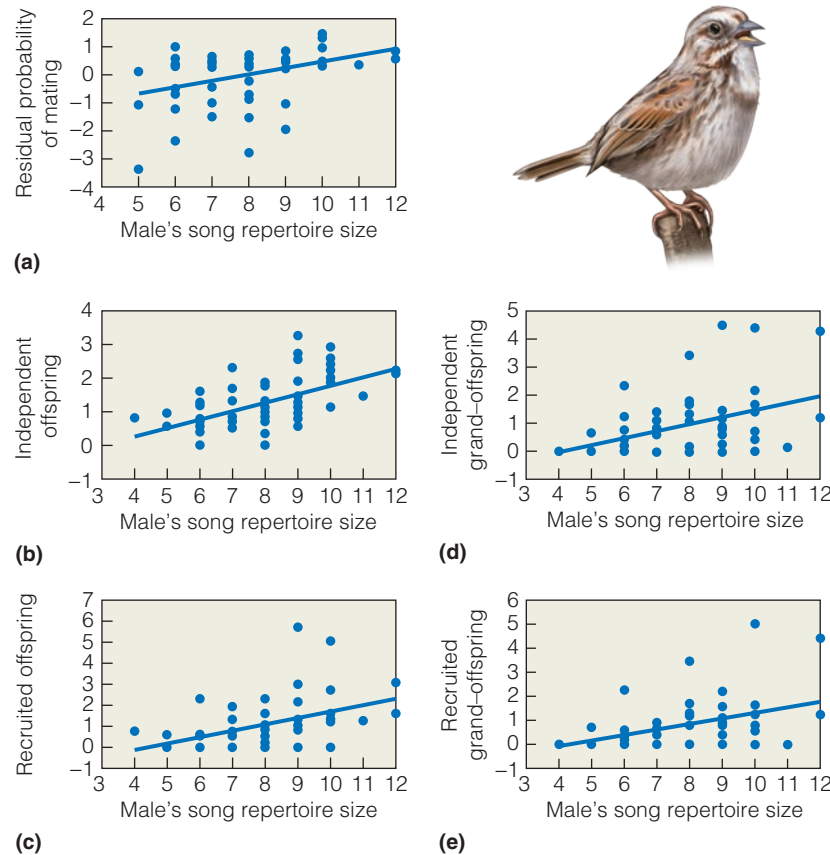 2
1
0
−1
−2
−3
−4
Residual probability
of mating
4 5 6 7 8 9 10 11 12
Male's song repertoire size
(a)
4
3
2
1
0
−1
Independent
offspring
3 4 5 6 7 8 9 10 11 12
Male's song repertoire size
(b)
5
4
3
2
1
0
−1
Independent
grand–offspring
3 4 5 6 7 8 9 10 11 12
Male's song repertoire size
(d)
7
6
5
4
3
2
1
0
−1
Recruited offspring
3 4 5 6 7 8 9 10 11 12
Male's song repertoire size
(c)
6
5
4
3
2
1
0
−1
Recruited
grand–offspring
3 4 5 6 7 8 9 10 11 12
Male's song repertoire size
(e)